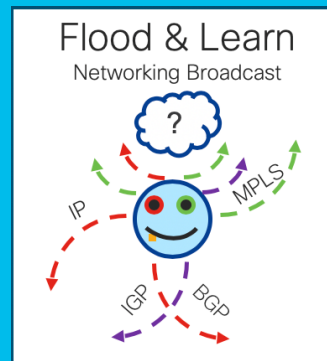 Flood & Learn
Networking Broadcast
?
MPLS
IP
IGP
BGP